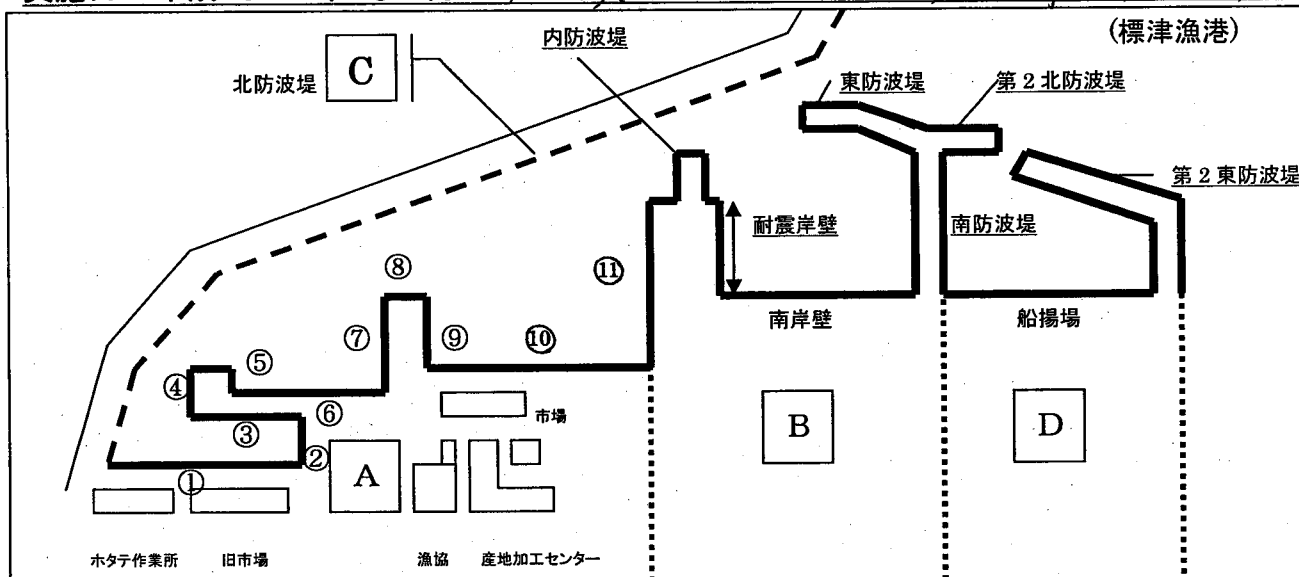 (標津漁港)
内防波堤
C
北防波堤
東防波堤
第2北防波堤
第2東防波堤
耐震岸壁
南防波堤
⑧
⑪
南岸壁
船揚場
⑦
⑨
⑩
⑤
④
⑥
市場
③
B
D
②
A
①
ホタテ作業所
旧市場
漁協
産地加工センター